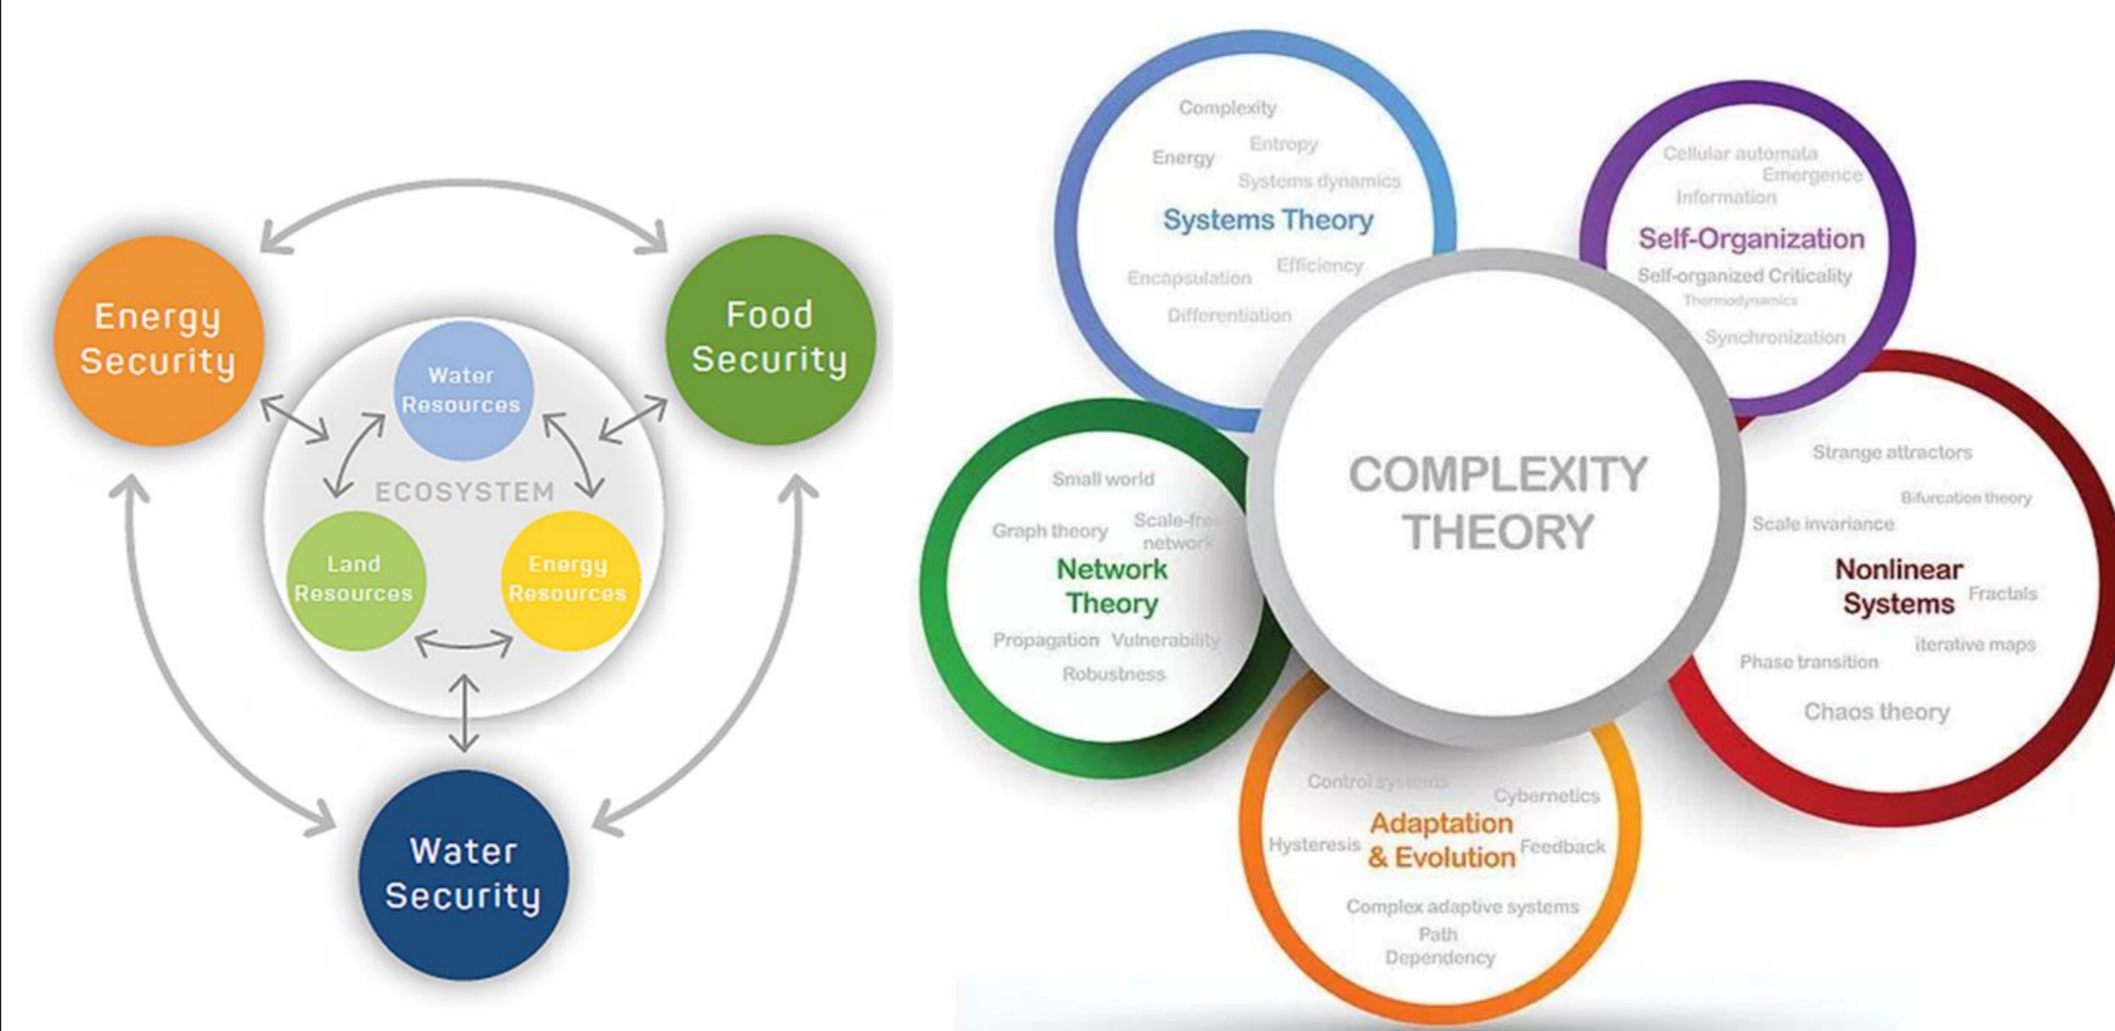 Energy
Security
Food
Security
Water
Resources
ECOSYSTEM
Land
Resources
Energy
Resources
Water
Security
Complexity
Entropy
Energy
Systems dynamics
Systems Theory
Efficiency
Encapsulation
Differentiation
Cellular automata
Emergence
Information
Self-Organization
Self-organized Criticality
Thermodynamics
Synchronization
COMPLEXITY
THEORY
Small world
Graph theory
Scale-free
network
Network
Theory
Propagation
Vulnerability
Robustness
Strange attractors
Bifurcation theory
Scale invariance
Nonlinear
Systems
Fractals
iterative maps
Phase transition
Chaos theory
Control systems
Cybernetics
Adaptation
& Evolution
Hysteresis
Feedback
Complex adaptive systems
Path
Dependency